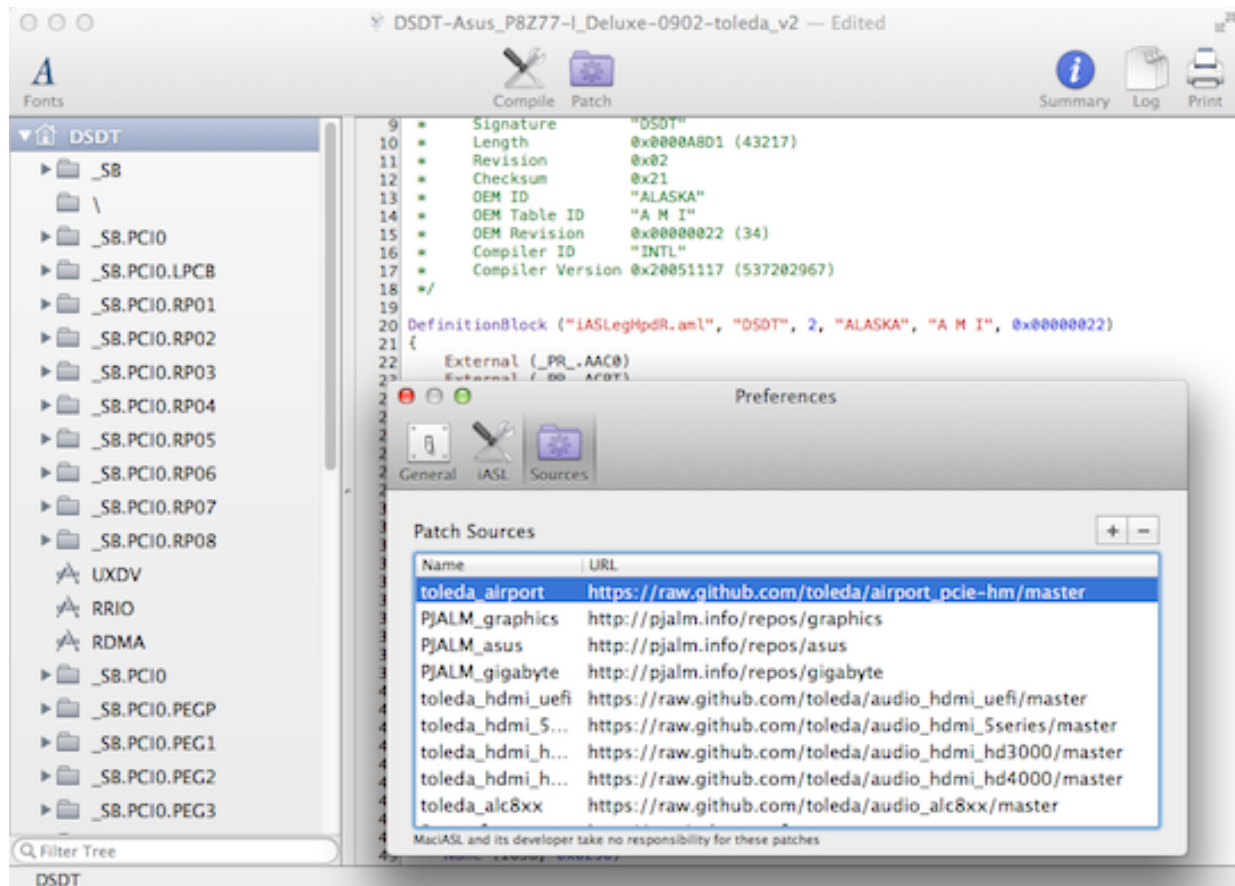 DSDT-Asus_P8Z77-I_Deluxe-0902-toleda_v2 — Edited
Fonts
Compile
Patch
Summary
Log
Print
DSDT
_SB
\
_SB.PCI0
_SB.PCI0.LPCB
_SB.PCI0.RP01
_SB.PCI0.RP02
_SB.PCI0.RP03
_SB.PCI0.RP04
_SB.PCI0.RP05
_SB.PCI0.RP06
_SB.PCI0.RP07
_SB.PCI0.RP08
UXDV
RRIO
RDMA
_SB.PCI0
_SB.PCI0.PEGP
_SB.PCI0.PEG1
_SB.PCI0.PEG2
_SB.PCI0.PEG3
Filter Tree
DSDT
9 * Signature "DSDT"
10 * Length 0x0000A8D1 (43217)
11 * Revision 0x02
12 * Checksum 0x21
13 * OEM ID "ALASKA"
14 * OEM Table ID "A M I"
15 * OEM Revision 0x00000022 (34)
16 * Compiler ID "INTL"
17 * Compiler Version 0x20051117 (537202967)
18 */
19
20 DefinitionBlock ("iASLegHpdR.aml", "DSDT", 2, "ALASKA", "A M I", 0x00000022)
21 {
22 External (_PR_.AAC0)
Preferences
General
iASL
Sources
Patch Sources
+ −
Name URL
toleda_airport https://raw.github.com/toleda/airport_pcie-hm/master
PJALM_graphics http://pjalm.info/repos/graphics
PJALM_asus http://pjalm.info/repos/asus
PJALM_gigabyte http://pjalm.info/repos/gigabyte
toleda_hdmi_uefi https://raw.github.com/toleda/audio_hdmi_uefi/master
toleda_hdmi_5... https://raw.github.com/toleda/audio_hdmi_5series/master
toleda_hdmi_h... https://raw.github.com/toleda/audio_hdmi_hd3000/master
toleda_hdmi_h... https://raw.github.com/toleda/audio_hdmi_hd4000/master
toleda_alc8xx https://raw.github.com/toleda/audio_alc8xx/master
MaciASL and its developer take no responsibility for these patches